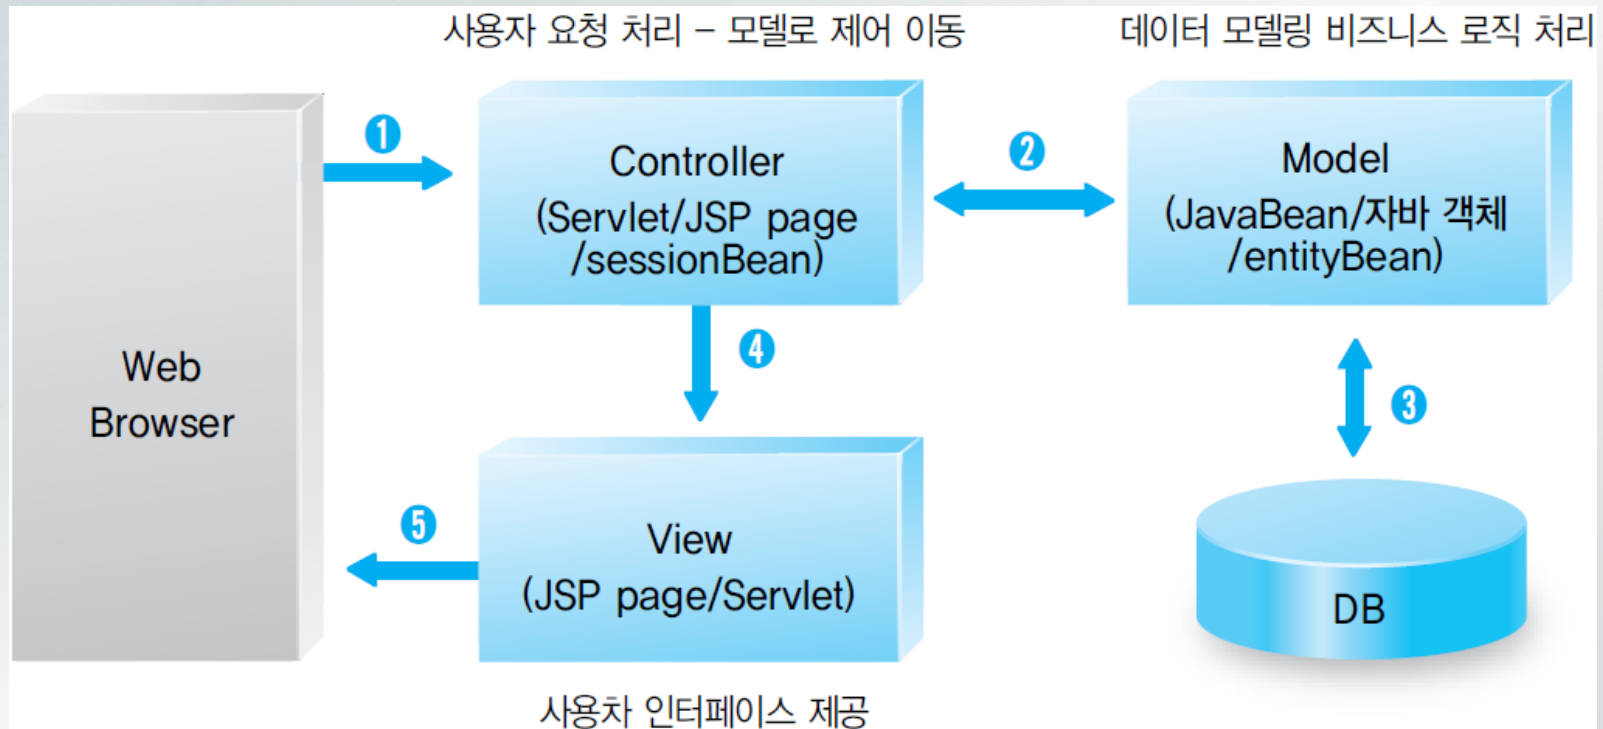 사용자 요청 처리 – 모델로 제어 이동
데이터 모델링 비즈니스 로직 처리
1
Controller
(Servlet/JSP page
/sessionBean)
2
Model
(JavaBean/자바 객체
/entityBean)
Web
Browser
4
3
5
View
(JSP page/Servlet)
DB
사용차 인터페이스 제공